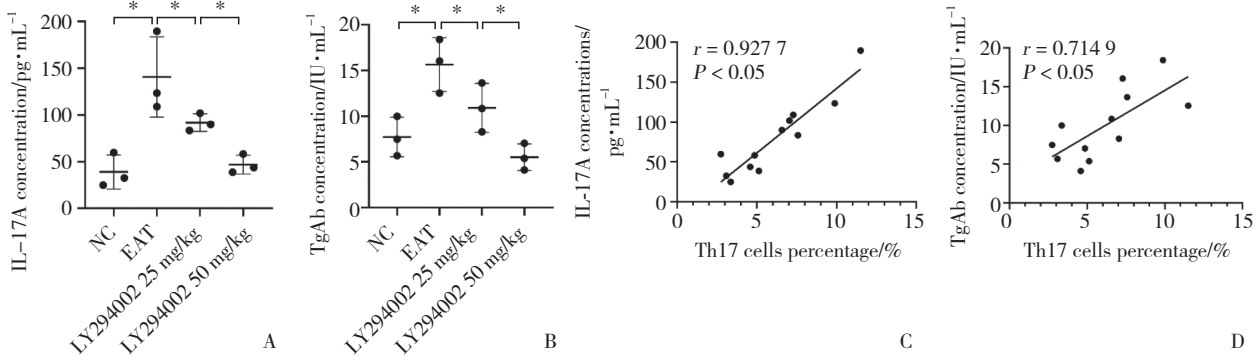 IL-17A concentration/pg•mL⁻¹
200
150
100
50
0
* * *
NC
EAT
LY294002 25 mg/kg
LY294002 50 mg/kg
A
TgAb concentration/IU•mL⁻¹
20
15
10
5
0
* * *
NC
EAT
LY294002 25 mg/kg
LY294002 50 mg/kg
B
IL-17A concentrations/
pg•mL⁻¹
200
150
100
50
0
r = 0.927 7
P < 0.05
0 5 10 15
Th17 cells percentage/%
C
TgAb concentration/IU•mL⁻¹
20
15
10
5
0
r = 0.714 9
P < 0.05
0 5 10 15
Th17 cells percentage/%
D